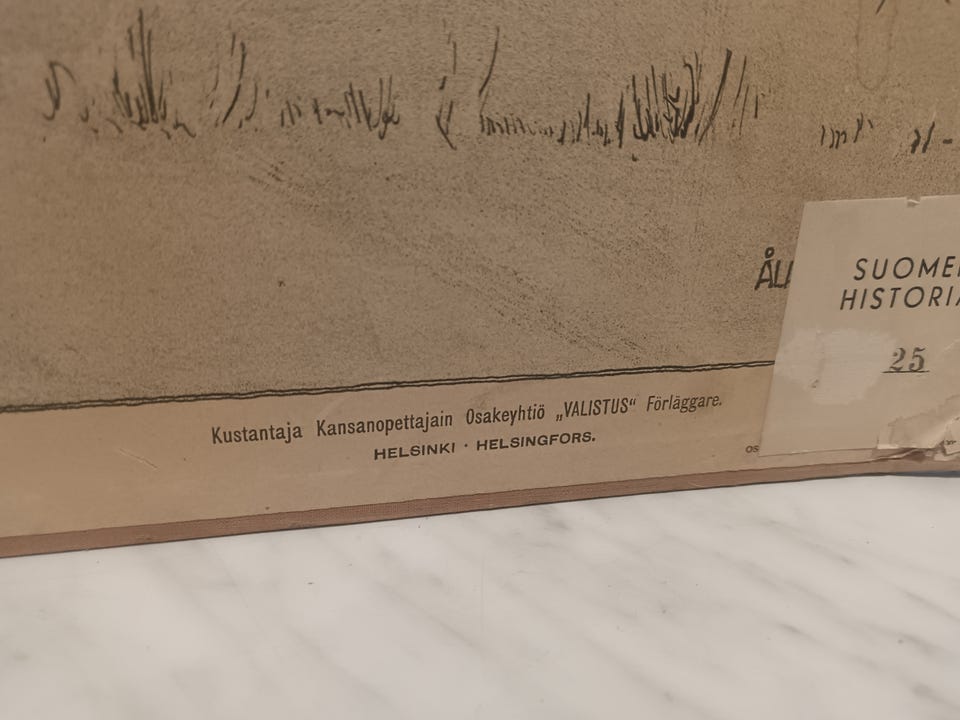 SUOME
HISTORIA
25
Kustantaja Kansanopettajain Osakeyhtiö „VALISTUS“ Förläggare.
HELSINKI · HELSINGFORS.